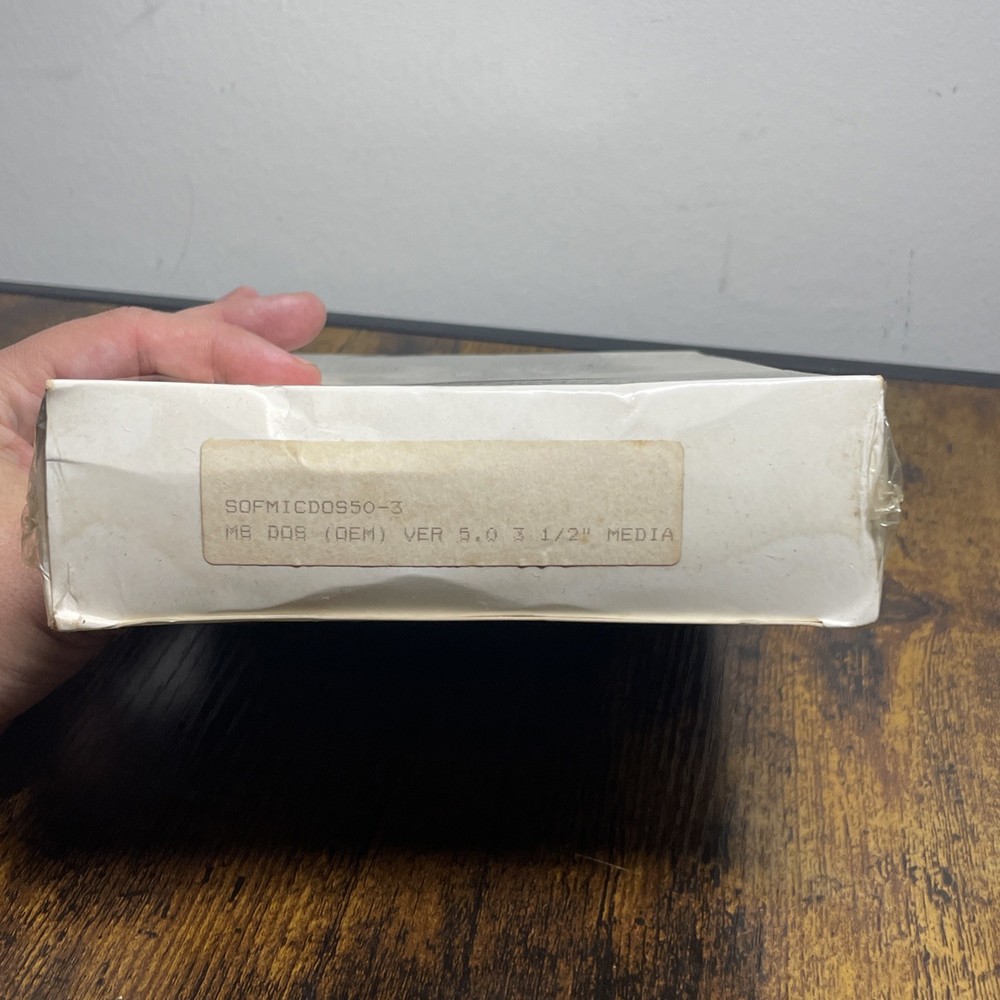 SOFMICDOS50-3
MS DOS (OEM) VER 5.0 3 1/2" MEDIA